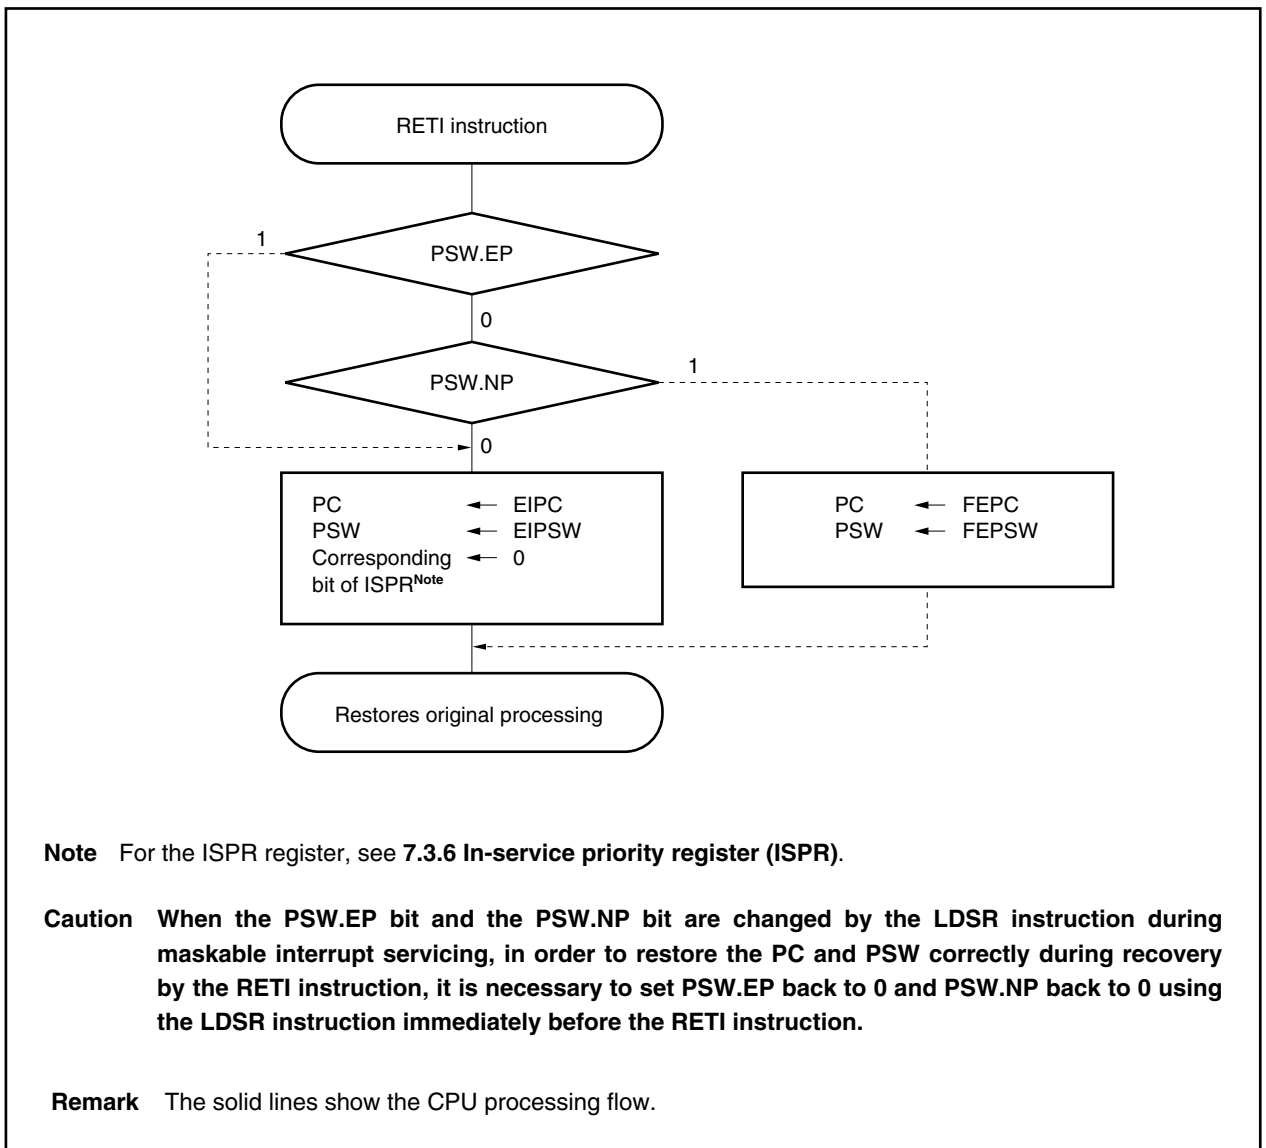 RETI instruction
1
PSW.EP
0
1
PSW.NP
0
PC ← EIPC
PSW ← EIPSW
Corresponding ← 0
bit of ISPRNote
PC ← FEPC
PSW ← FEPSW
Restores original processing
Note For the ISPR register, see 7.3.6 In-service priority register (ISPR).
Caution When the PSW.EP bit and the PSW.NP bit are changed by the LDSR instruction during
maskable interrupt servicing, in order to restore the PC and PSW correctly during recovery
by the RETI instruction, it is necessary to set PSW.EP back to 0 and PSW.NP back to 0 using
the LDSR instruction immediately before the RETI instruction.
Remark The solid lines show the CPU processing flow.